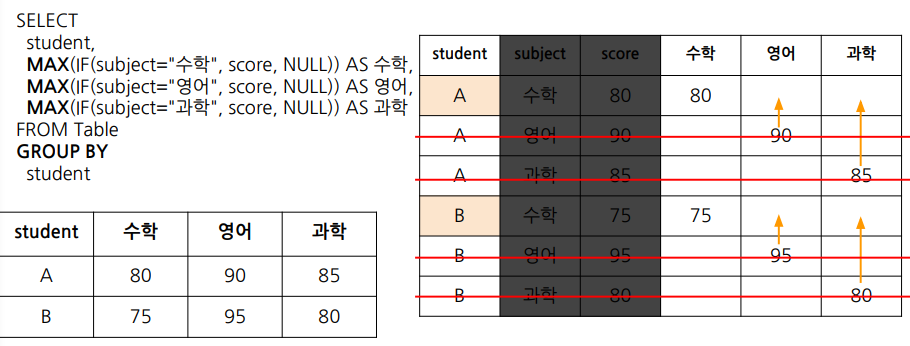 SELECT
student,
MAX(IF(subject="수학", score, NULL)) AS 수학,
MAX(IF(subject="영어", score, NULL)) AS 영어,
MAX(IF(subject="과학", score, NULL)) AS 과학
FROM Table
GROUP BY
student
student 수학 영어 과학
A 80 90 85
B 75 95 80
student subject score 수학 영어 과학
A 수학 80 80
A 영어 90 90
A 과학 85 85
B 수학 75 75
B 영어 95 95
B 과학 80 80